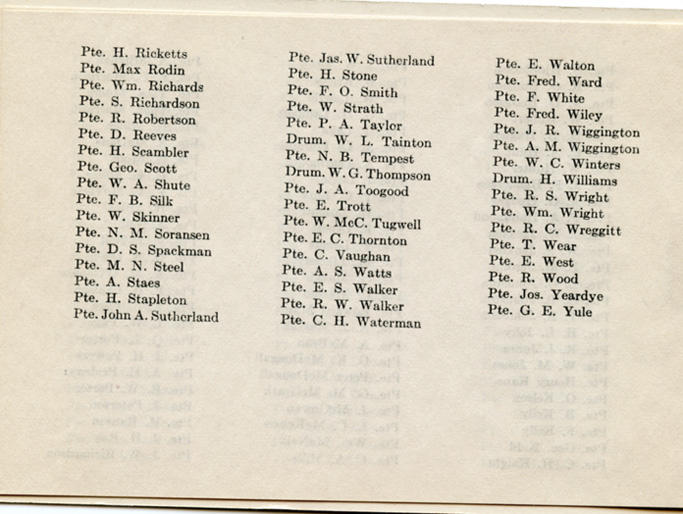 Pte. H. Ricketts
Pte. Max Rodin
Pte. Wm. Richards
Pte. S. Richardson
Pte. R. Robertson
Pte. D. Reeves
Pte. H. Scambler
Pte. Geo. Scott
Pte. W. A. Shute
Pte. F. B. Silk
Pte. W. Skinner
Pte. N. M. Soransen
Pte. D. S. Spackman
Pte. M. N. Steel
Pte. A. Staes
Pte. H. Stapleton
Pte. John A. Sutherland
Pte. Jas. W. Sutherland
Pte. H. Stone
Pte. F. O. Smith
Pte. W. Strath
Pte. P. A. Taylor
Drum. W. L. Tainton
Pte. N. B. Tempest
Drum. W. G. Thompson
Pte. J. A. Toogood
Pte. E. Trott
Pte. W. McC. Tugwell
Pte. E. C. Thornton
Pte. C. Vaughan
Pte. A. S. Watts
Pte. E. S. Walker
Pte. R. W. Walker
Pte. C. H. Waterman
Pte. E. Walton
Pte. Fred. Ward
Pte. F. White
Pte. Fred. Wiley
Pte. J. R. Wiggington
Pte. A. M. Wiggington
Pte. W. C. Winters
Drum. H. Williams
Pte. R. S. Wright
Pte. Wm. Wright
Pte. R. C. Wreggitt
Pte. T. Wear
Pte. E. West
Pte. R. Wood
Pte. Jos. Yeardye
Pte. G. E. Yule